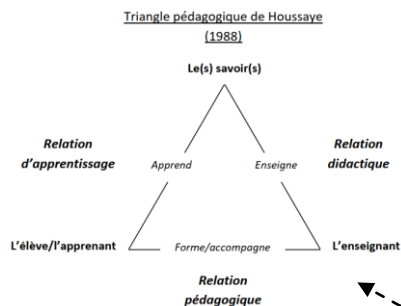 Triangle pédagogique de Houssaye
(1988)
Le(s) savoir(s)
Relation
d'apprentissage
Apprend
Enseigne
Relation
didactique
L'élève/l'apprenant
Forme/accompagne
L'enseignant
Relation
pédagogique